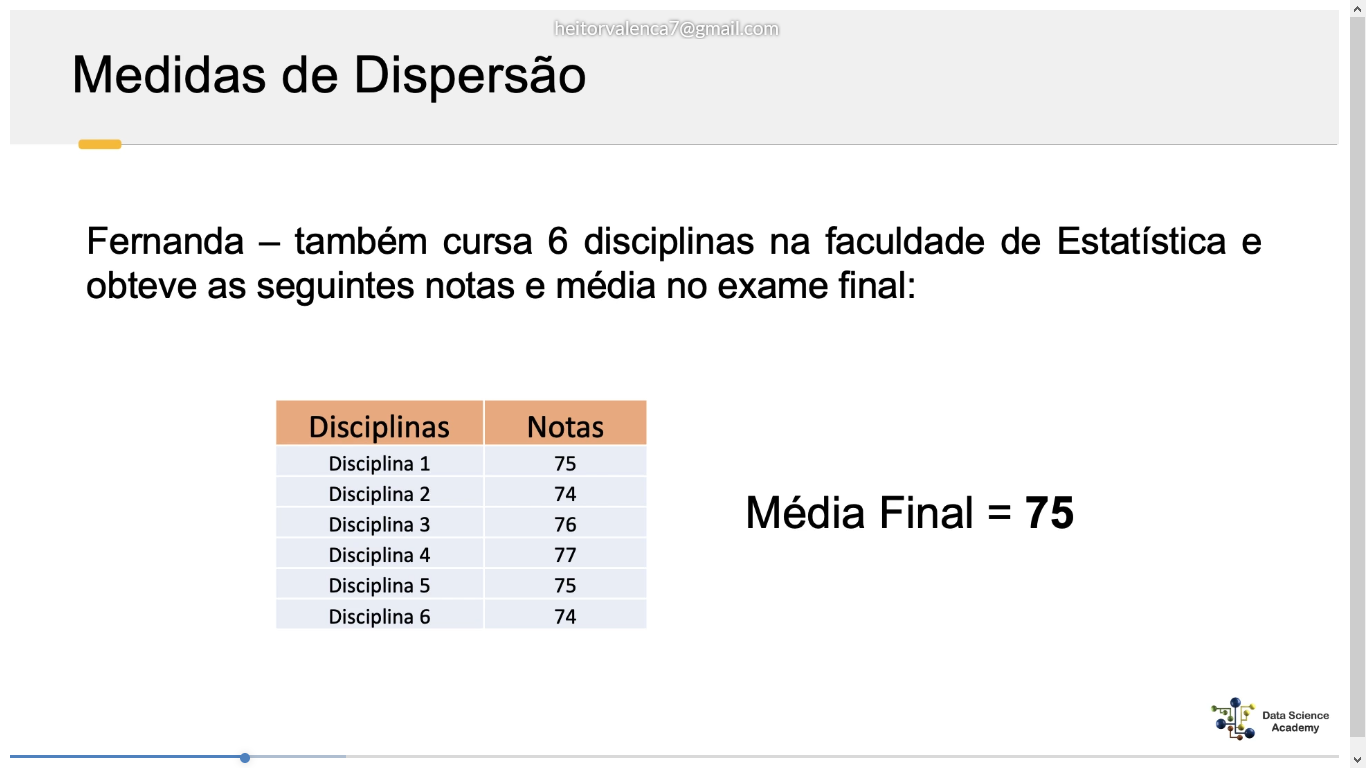 heitorvalenca7@gmail.com
Medidas de Dispersão
Fernanda – também cursa 6 disciplinas na faculdade de Estatística e
obteve as seguintes notas e média no exame final:
Disciplinas Notas
Disciplina 1 75
Disciplina 2 74
Disciplina 3 76
Disciplina 4 77
Disciplina 5 75
Disciplina 6 74
Média Final = 75
Data Science
Academy